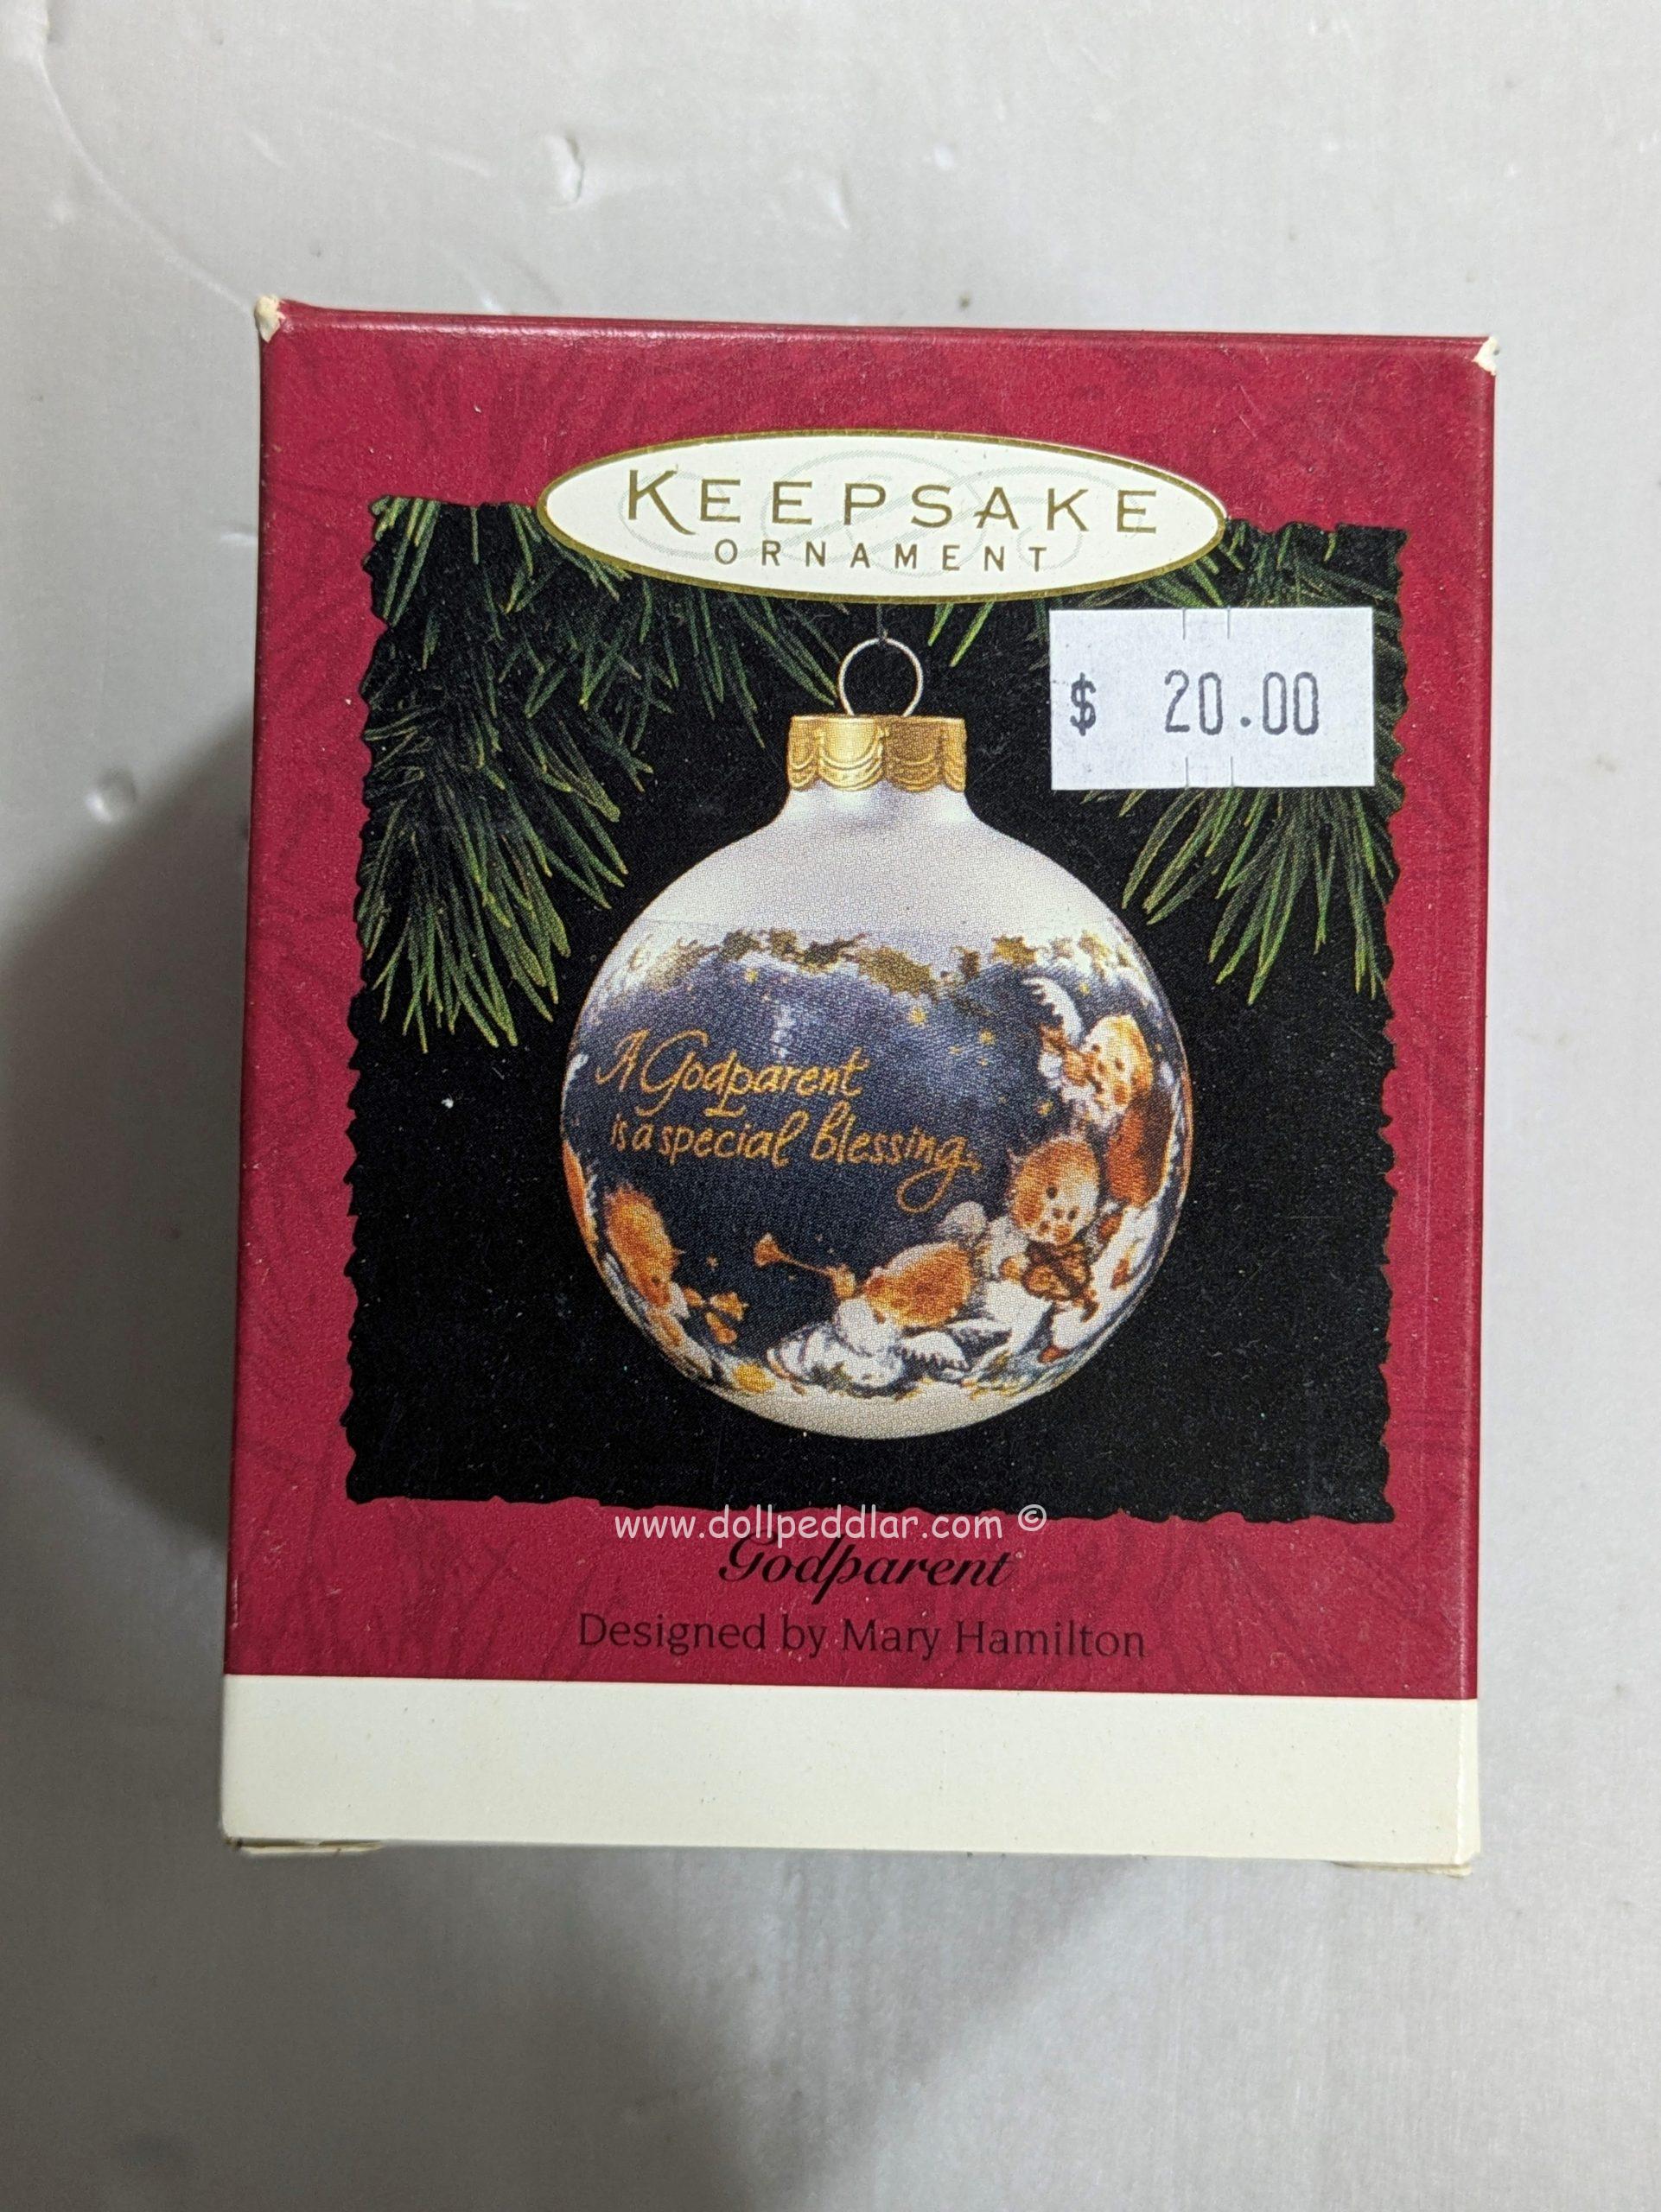 KEEPSAKE
ORNAMENT
$ 20.00
A Godparent
is a special blessing.
www.dollpeddlar.com ©
Godparent
Designed by Mary Hamilton